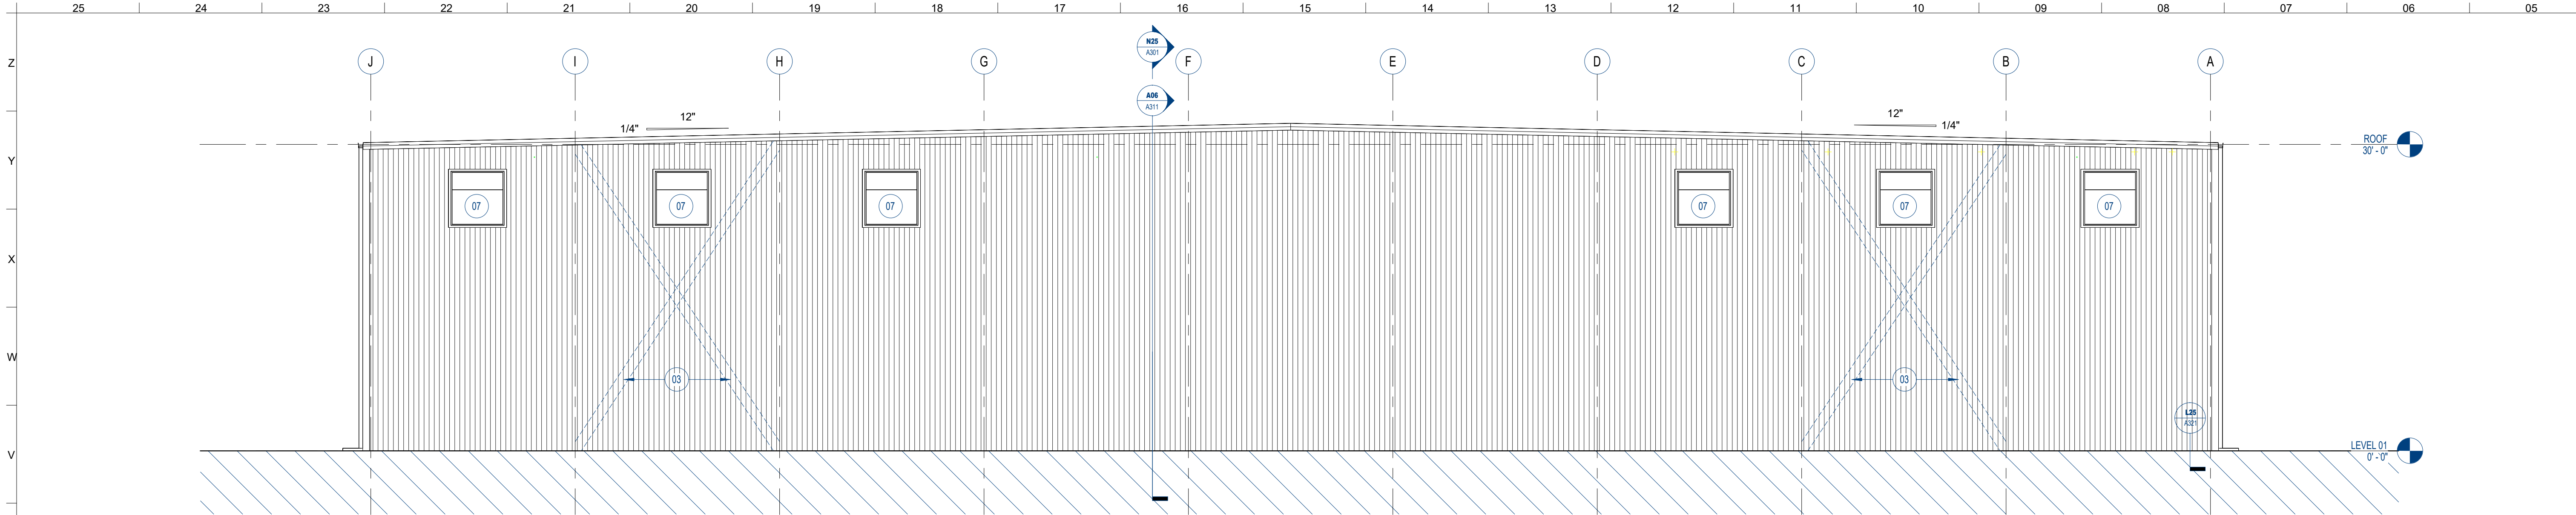 25 24 23 22 21 20 19 18 17 16 15 14 13 12 11 10 09 08 07 06 05
N25
A301
Z
J I H G F E D C B A
A06
A311
12" 12"
1/4" 1/4"
ROOF
30' - 0"
Y
07 07 07 07 07 07
X
W
03 03
L25
A321
LEVEL 01
0' - 0"
V